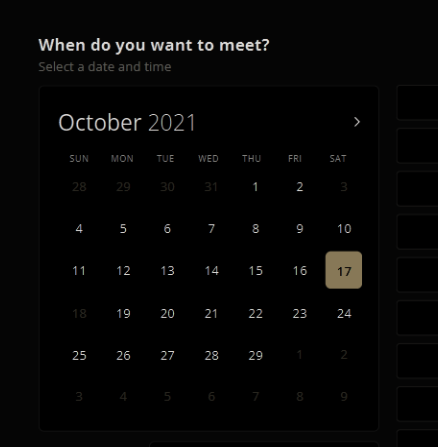 When do you want to meet?
Select a date and time
October 2021 >
SUN MON TUE WED THU FRI SAT
28 29 30 31 1 2 3
4 5 6 7 8 9 10
11 12 13 14 15 16 17
18 19 20 21 22 23 24
25 26 27 28 29 1 2
3 4 5 6 7 8 9